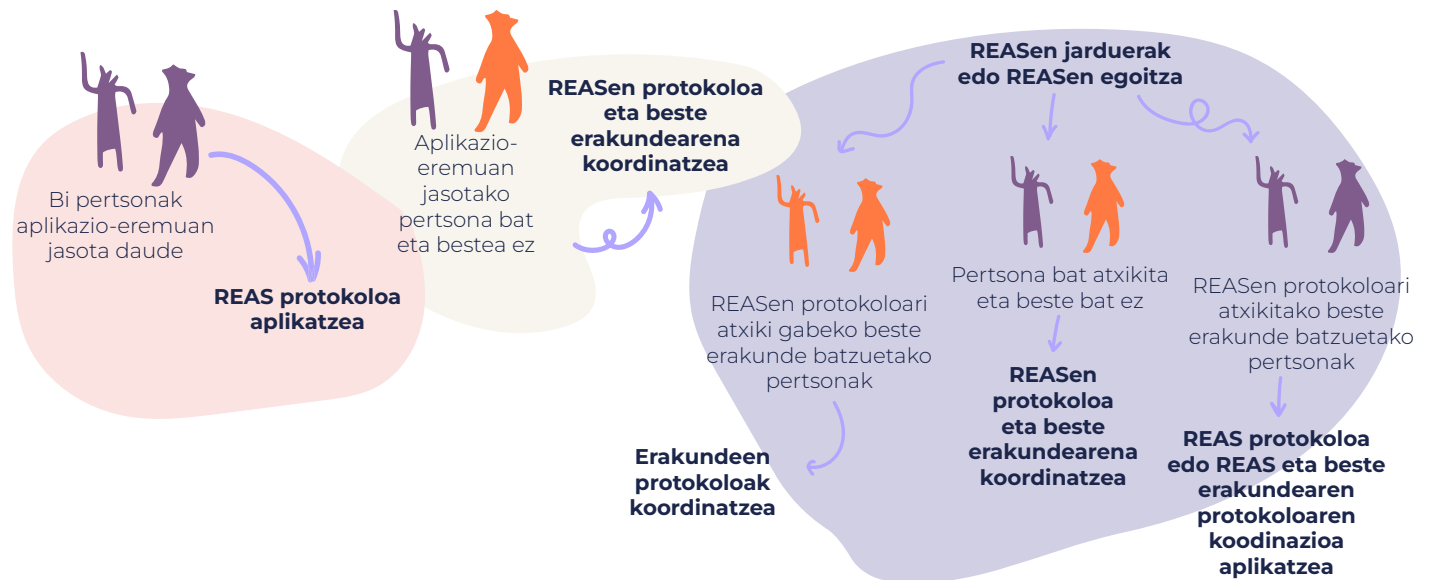 Bi pertsonak
aplikazio-eremuan
jasota daude
REAS protokoloa
aplikatzea
Aplikazio-
eremuan
jasotako
pertsona bat
eta bestea ez
REASen protokoloa
eta beste
erakundearena
koordinatzea
REASen jarduerak
edo REASen egoitza
REASen protokoloari
atxiki gabeko beste
erakunde batzuetako
pertsonak
Erakundeen
protokoloak
koordinatzea
Pertsona bat atxikita
eta beste bat ez
REASen
protokoloa
eta beste
erakundearena
koordinatzea
REASen protokoloari
atxikitako beste
erakunde batzuetako
pertsonak
REAS protokoloa
edo REAS eta beste
erakundearen
protokoloaren
koodinazioa
aplikatzea